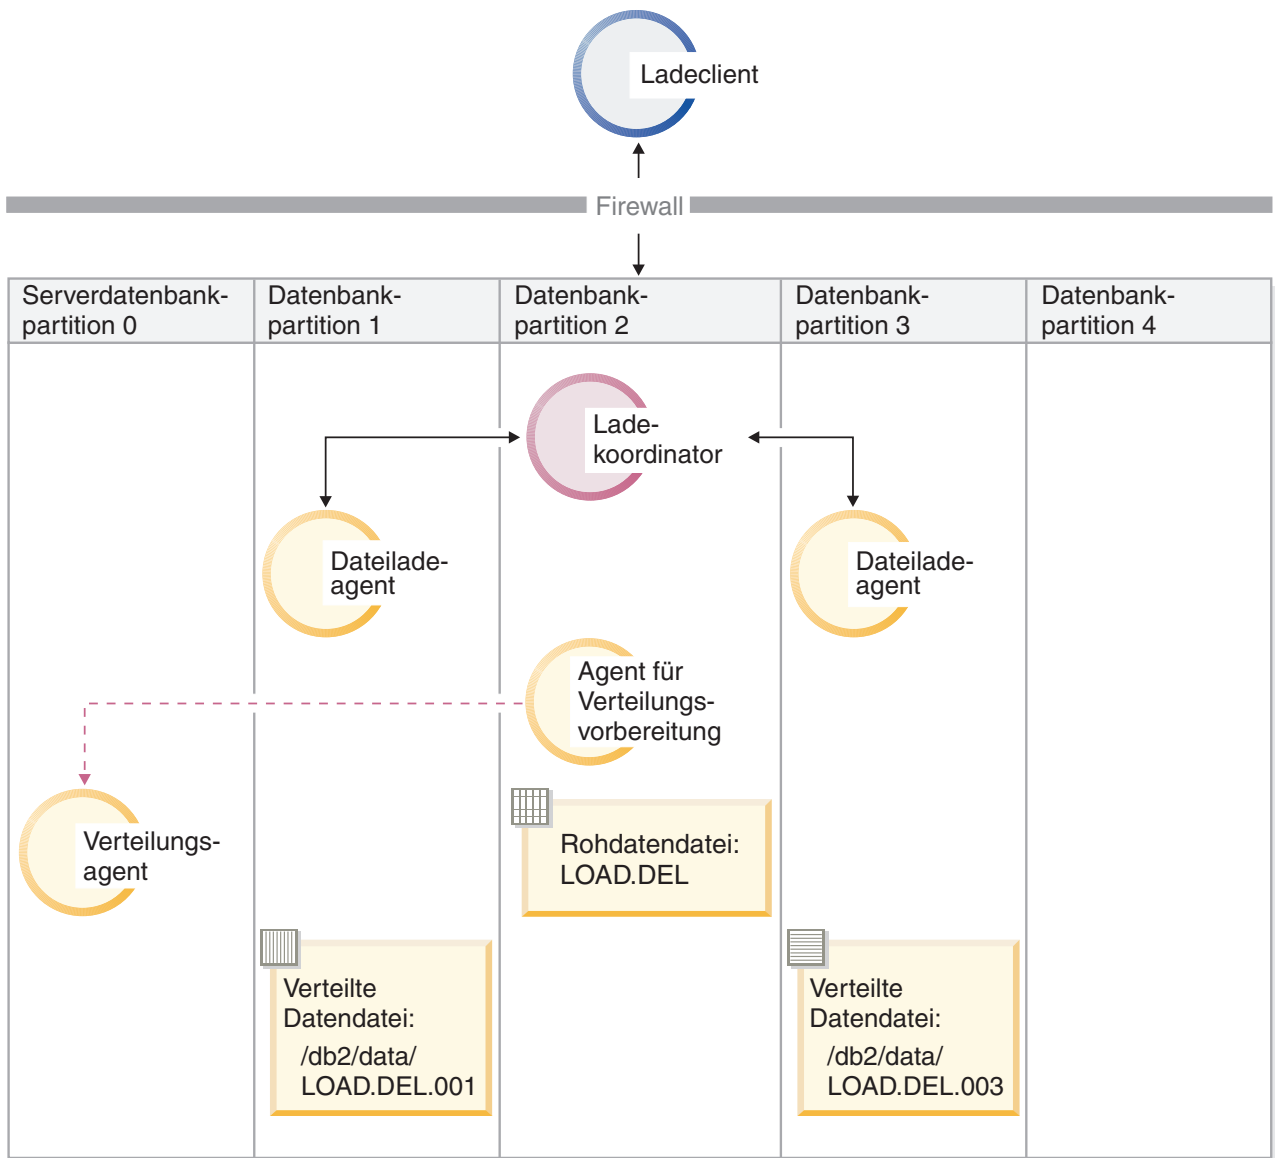 Ladeclient
Firewall
Serverdatenbank-
partition 0
Datenbank-
partition 1
Datenbank-
partition 2
Datenbank-
partition 3
Datenbank-
partition 4
Lade-
koordinator
Dateilade-
agent
Dateilade-
agent
Agent für
Verteilungs-
vorbereitung
Verteilungs-
agent
Rohdatendatei:
LOAD.DEL
Verteilte
Datendatei:
/db2/data/
LOAD.DEL.001
Verteilte
Datendatei:
/db2/data/
LOAD.DEL.003